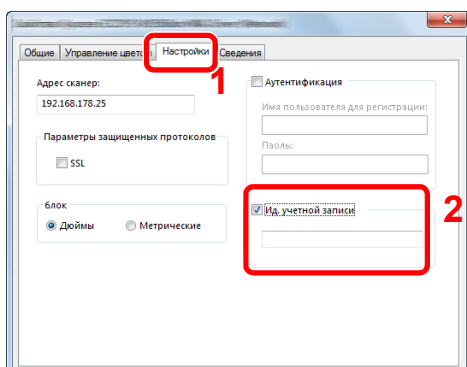 Общие Управление цветом Настройки Сведения
1
Адрес сканер:
192.168.178.25
Параметры защищенных протоколов
SSL
блок
Дюймы Метрические
Аутентификация
Имя пользователя для регистрации:
Паоль:
Ид. учетной записи
2